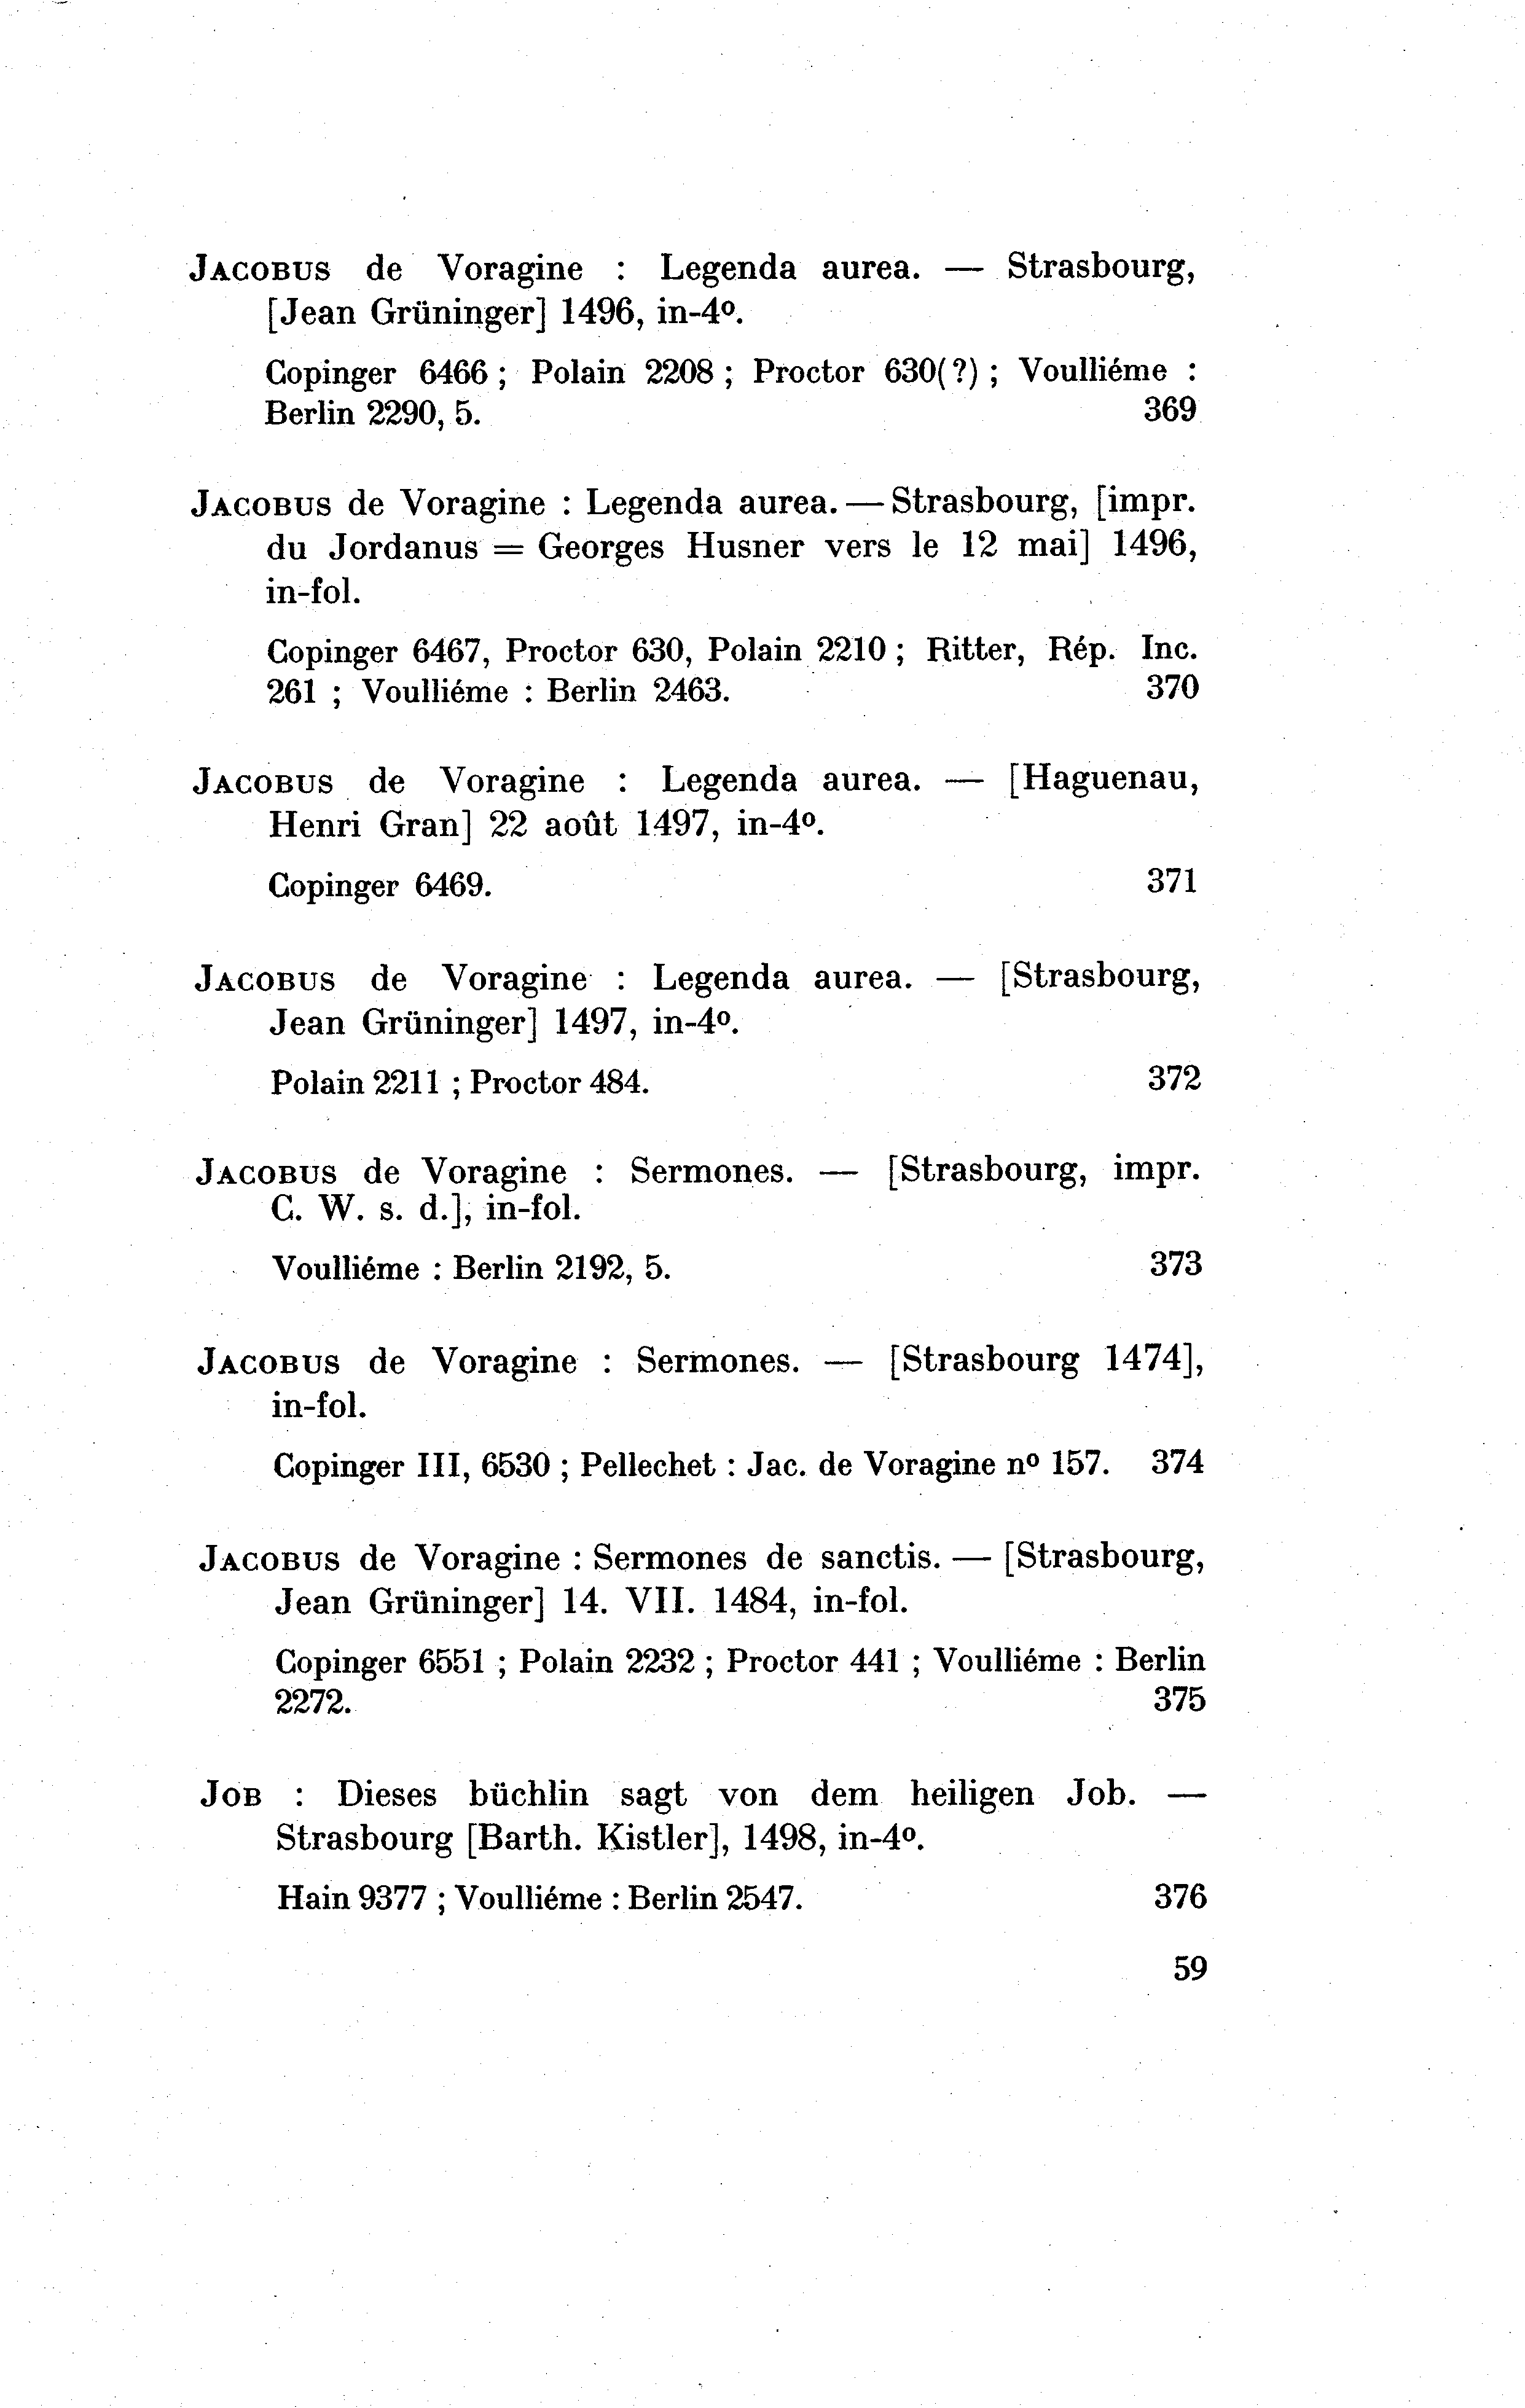 JACOBUS de Voragine : Legenda aurea. — Strasbourg,
[Jean Grüninger] 1496, in-4º.
Copinger 6466 ; Polain 2208 ; Proctor 630(?) ; Voulliéme :
Berlin 2290, 5. 369
JACOBUS de Voragine : Legenda aurea. — Strasbourg, [impr.
du Jordanus = Georges Husner vers le 12 mai] 1496,
in-fol.
Copinger 6467, Proctor 630, Polain 2210 ; Ritter, Rép. Inc.
261 ; Voulliéme : Berlin 2463. 370
JACOBUS de Voragine : Legenda aurea. — [Haguenau,
Henri Gran] 22 août 1497, in-4º.
Copinger 6469. 371
JACOBUS de Voragine : Legenda aurea. — [Strasbourg,
Jean Grüninger] 1497, in-4º.
Polain 2211 ; Proctor 484. 372
JACOBUS de Voragine : Sermones. — [Strasbourg, impr.
C. W. s. d.], in-fol.
Voulliéme : Berlin 2192, 5. 373
JACOBUS de Voragine : Sermones. — [Strasbourg 1474],
in-fol.
Copinger III, 6530 ; Pellechet : Jac. de Voragine nº 157. 374
JACOBUS de Voragine : Sermones de sanctis. — [Strasbourg,
Jean Grüninger] 14. VII. 1484, in-fol.
Copinger 6551 ; Polain 2232 ; Proctor 441 ; Voulliéme : Berlin
2272. 375
JOB : Dieses büchlin sagt von dem heiligen Job. —
Strasbourg [Barth. Kistler], 1498, in-4º.
Hain 9377 ; Voulliéme : Berlin 2547. 376
59